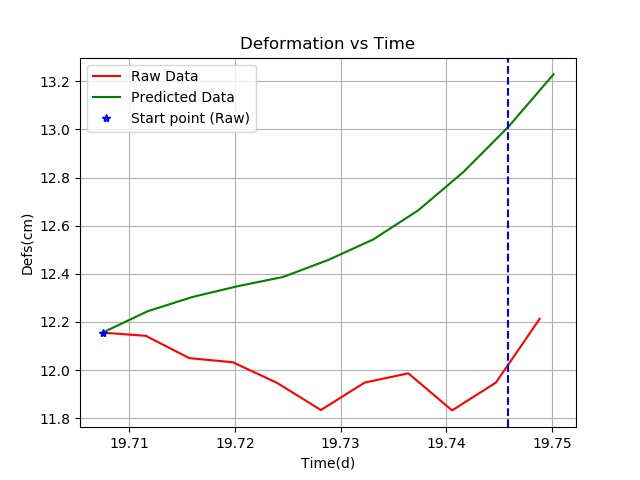 Deformation vs Time
Raw Data
Predicted Data
Start point (Raw)
Defs(cm)
13.2
13.0
12.8
12.6
12.4
12.2
12.0
11.8
19.71 19.72 19.73 19.74 19.75
Time(d)